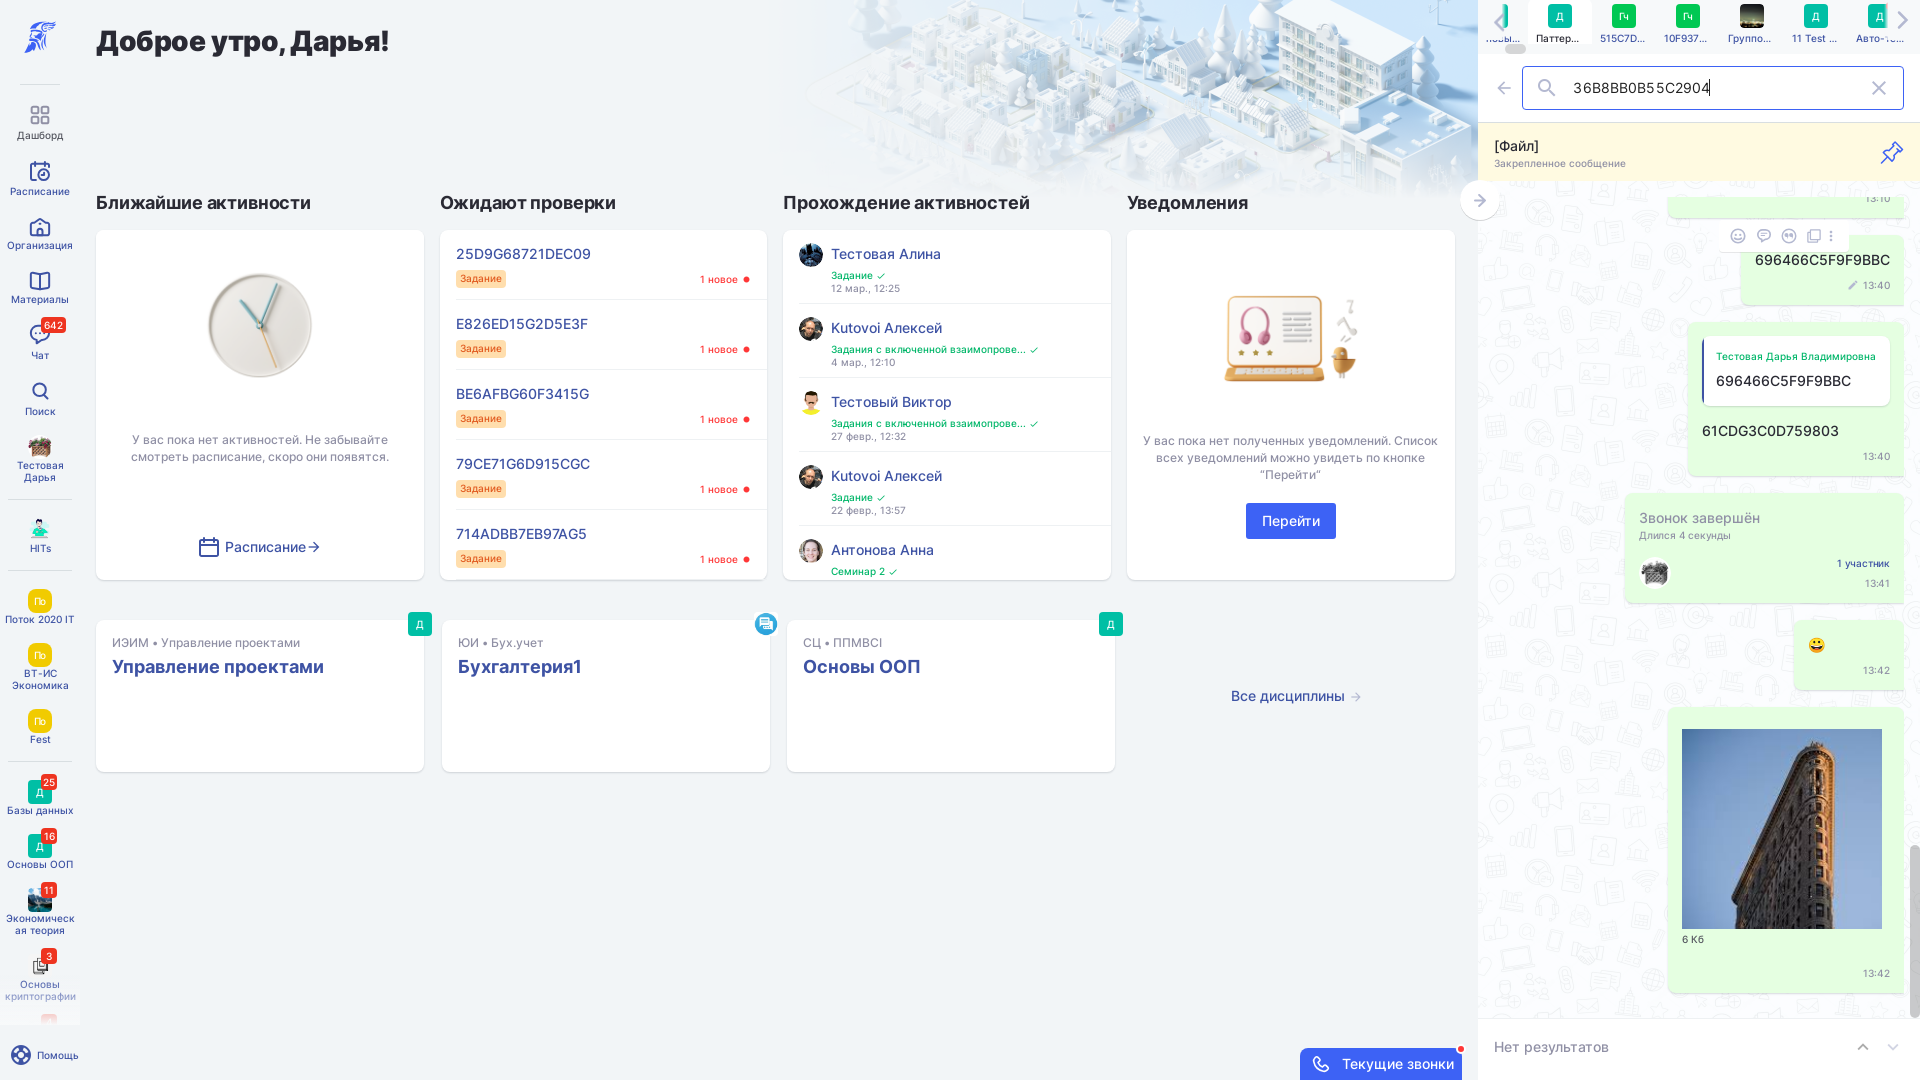 Доброе утро, Дарья!
Дашборд
Расписание
Организация
Материалы
642
Чат
Поиск
Тестовая
Дарья
HITs
По
Поток 2020 IT
По
ВТ-ИС
Экономика
По
Fest
25
Д
Базы данных
16
Д
Основы ООП
11
Экономическ
ая теория
3
Основы
криптографии
Помощь
Ближайшие активности
У вас пока нет активностей. Не забывайте
смотреть расписание, скоро они появятся.
Расписание
Ожидают проверки
25D9G68721DEC09
Задание
1 новое
E826ED15G2D5E3F
Задание
1 новое
BE6AFBG60F3415G
Задание
1 новое
79CE71G6D915CGC
Задание
1 новое
714ADBB7EB97AG5
Задание
1 новое
Прохождение активностей
Тестовая Алина
Задание
12 мар., 12:25
Kutovoi Алексей
Задания с включенной взаимопрове...
4 мар., 12:10
Тестовый Виктор
Задания с включенной взаимопрове...
27 февр., 12:32
Kutovoi Алексей
Задание
22 февр., 13:57
Антонова Анна
Семинар 2
Уведомления
У вас пока нет полученных уведомлений. Список
всех уведомлений можно увидеть по кнопке
“Перейти”
Перейти
Д
ИЭИМ • Управление проектами
Управление проектами
ЮИ • Бух.учет
Бухгалтерия1
Д
СЦ • ППМВСІ
Основы ООП
Все дисциплины
Текущие звонки
Д
Паттер...
Гч
515C7D...
Гч
10F937...
Группо...
Д
11 Test ...
Д
36B8BB0B55C2904
[Файл]
Закрепленное сообщение
13:10
696466C5F9F9BBC
13:40
Тестовая Дарья Владимировна
696466C5F9F9BBC
61CDG3C0D759803
13:40
Звонок завершён
Длился 4 секунды
1 участник
13:41
13:42
6 Кб
13:42
Нет результатов